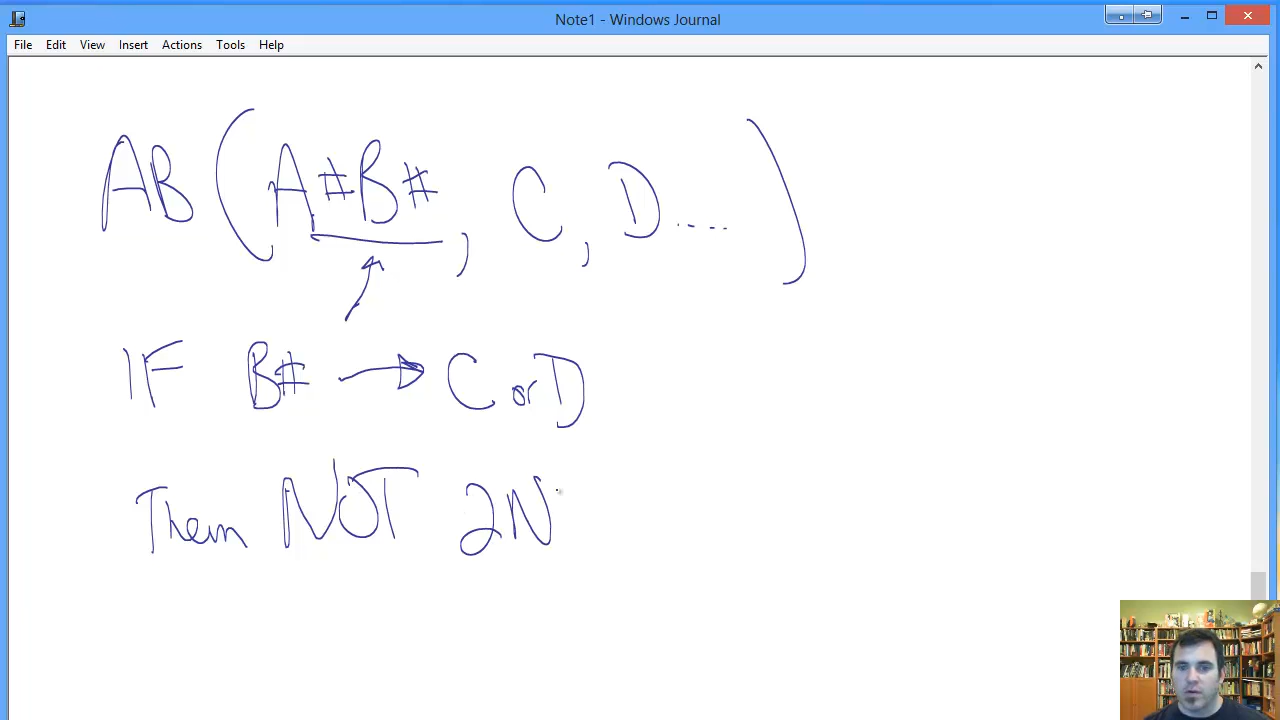 Note1 - Windows Journal
File Edit View Insert Actions Tools Help
AB ( A#B#, C, D.... )
IF B# → C or D
Then NOT 2N